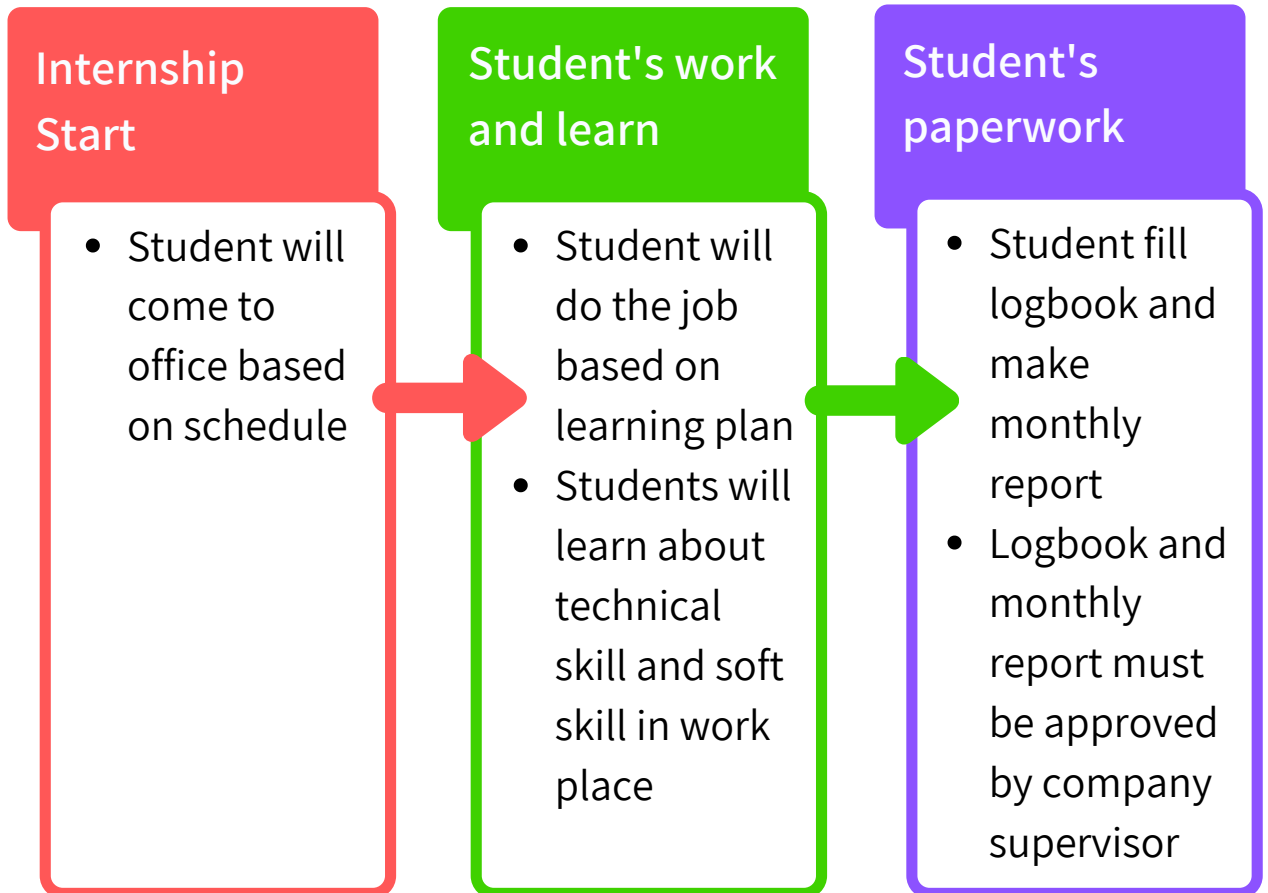 Internship
Start
• Student will
come to
office based
on schedule
Student's work
and learn
• Student will
do the job
based on
learning plan
• Students will
learn about
technical
skill and soft
skill in work
place
Student's
paperwork
• Student fill
logbook and
make
monthly
report
• Logbook and
monthly
report must
be approved
by company
supervisor